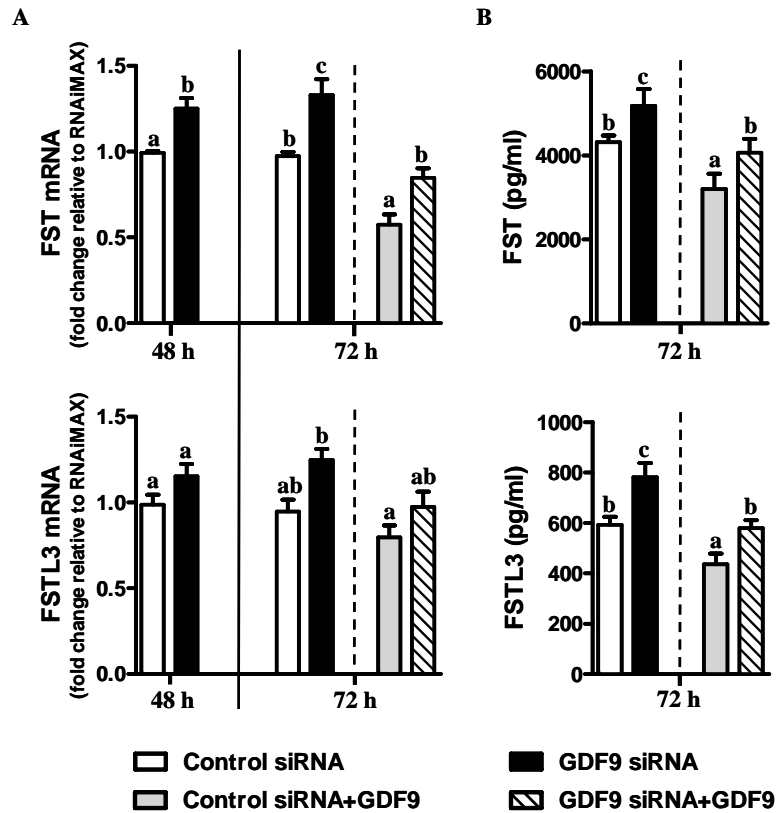 A
FST mRNA
(fold change relative to RNAiMAX)
1.5
1.0
0.5
0.0
a
b
b
c
a
b
48 h
72 h
B
FST (pg/ml)
6000
4000
2000
0
b
c
a
b
72 h
FSTL3 mRNA
(fold change relative to RNAiMAX)
1.5
1.0
0.5
0.0
a
a
ab
b
a
ab
48 h
72 h
FSTL3 (pg/ml)
1000
800
600
400
200
0
b
c
a
b
72 h
Control siRNA
GDF9 siRNA
Control siRNA+GDF9
GDF9 siRNA+GDF9